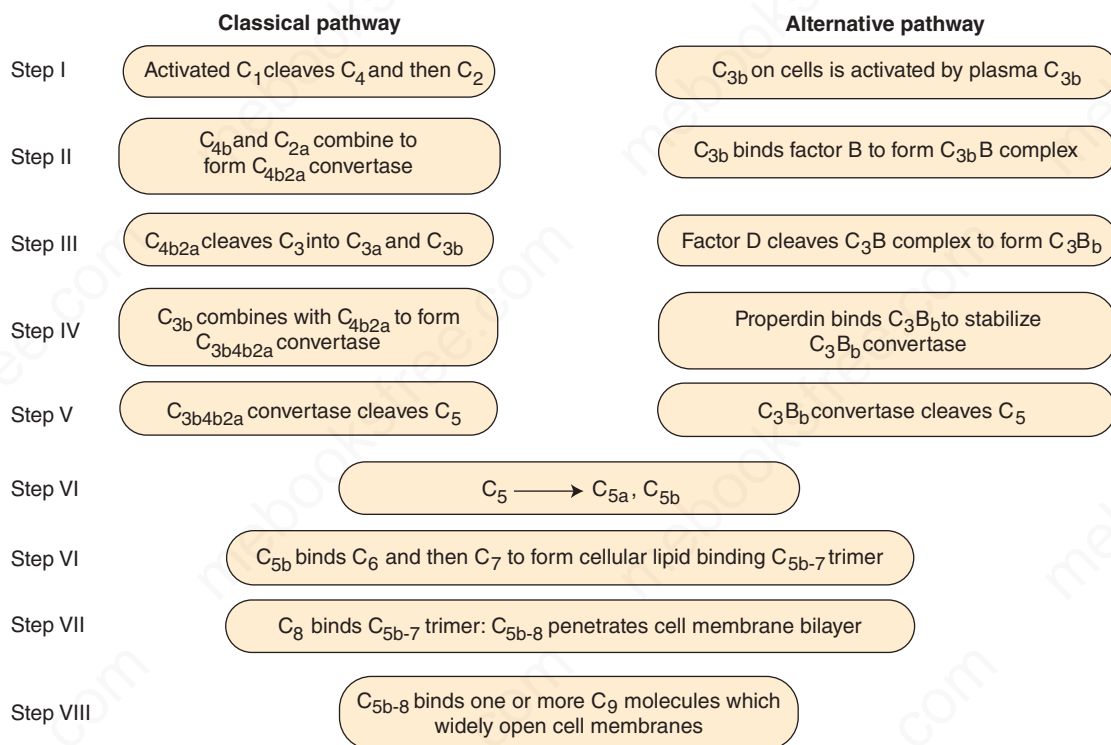 Classical pathway
Alternative pathway
Step I
Activated C1 cleaves C4 and then C2
C3b on cells is activated by plasma C3b
Step II
C4b and C2a combine to
form C4b2a convertase
C3b binds factor B to form C3bB complex
Step III
C4b2a cleaves C3 into C3a and C3b
Factor D cleaves C3B complex to form C3Bb
Step IV
C3b combines with C4b2a to form
C3b4b2a convertase
Properdin binds C3Bb to stabilize
C3Bb convertase
Step V
C3b4b2a convertase cleaves C5
C3Bb convertase cleaves C5
Step VI
C5 → C5a, C5b
Step VI
C5b binds C6 and then C7 to form cellular lipid binding C5b-7 trimer
Step VII
C8 binds C5b-7 trimer: C5b-8 penetrates cell membrane bilayer
Step VIII
C5b-8 binds one or more C9 molecules which
widely open cell membranes
mebooksfree.com